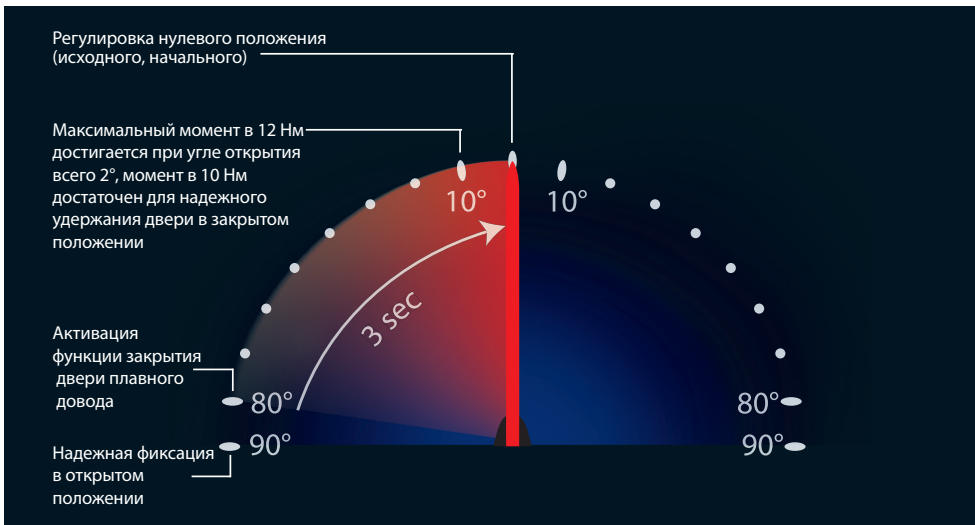 Регулировка нулевого положения
(исходного, начального)
Максимальный момент в 12 Нм
достигается при угле открытия
всего 2°, момент в 10 Нм
достаточен для надежного
удержания двери в закрытом
положении
10°
10°
3 sec
Активация
функции закрытия
двери плавного
довода
80°
80°
90°
90°
Надежная фиксация
в открытом
положении